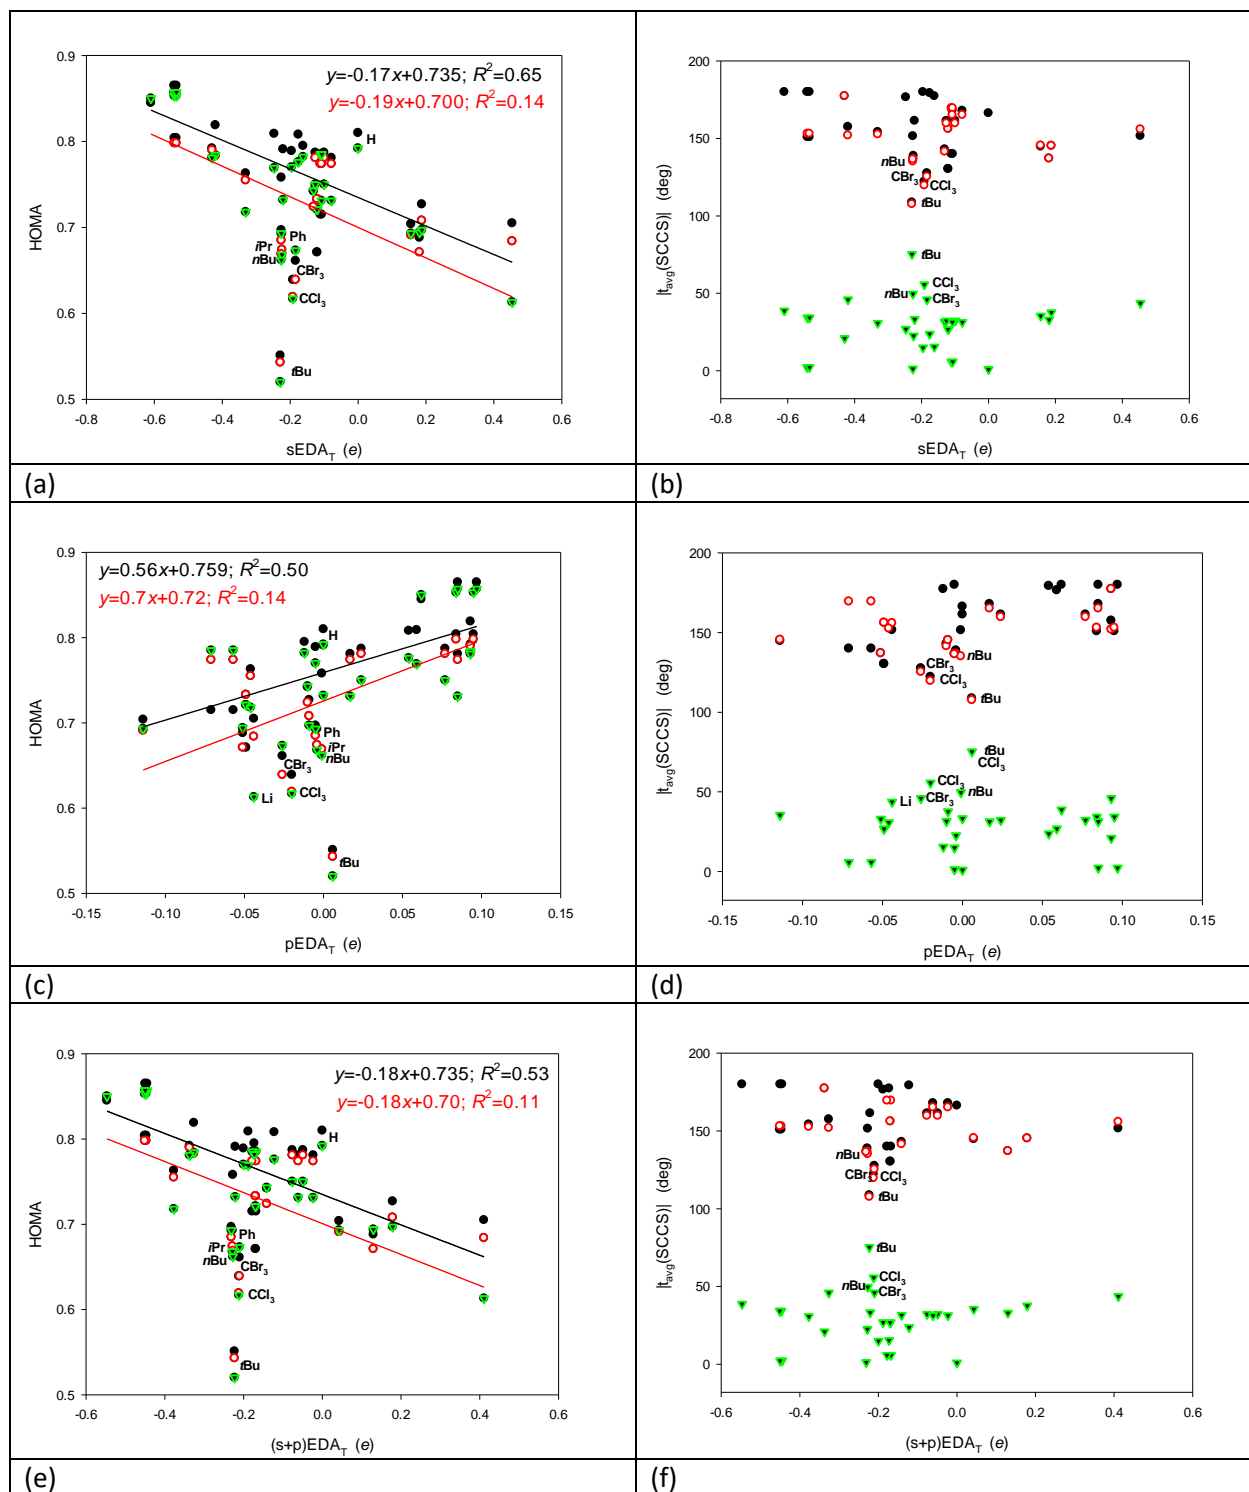 y=-0.17x+0.735; R²=0.65
y=-0.19x+0.700; R²=0.14
0.9
0.8
0.7
0.6
0.5
HOMA
H
Ph
iPr
nBu
CBr₃
CCl₃
tBu
-0.8 -0.6 -0.4 -0.2 0.0 0.2 0.4 0.6
sEDA_T (e)
(a)
200
150
100
50
0
|t_avg(SCCS)| (deg)
nBu
CBr₃
CCl₃
tBu
tBu
CCl₃
nBu
CBr₃
-0.8 -0.6 -0.4 -0.2 0.0 0.2 0.4 0.6
sEDA_T (e)
(b)
y=0.56x+0.759; R²=0.50
y=0.7x+0.72; R²=0.14
0.9
0.8
0.7
0.6
0.5
HOMA
H
Ph
iPr
nBu
CBr₃
Li
CCl₃
tBu
-0.15 -0.10 -0.05 0.00 0.05 0.10 0.15
pEDA_T (e)
(c)
200
150
100
50
0
|t_avg(SCCS)| (deg)
nBu
CBr₃
CCl₃
tBu
tBu
CCl₃
CCl₃
nBu
Li CBr₃
-0.15 -0.10 -0.05 0.00 0.05 0.10 0.15
pEDA_T (e)
(d)
y=-0.18x+0.735; R²=0.53
y=-0.18x+0.70; R²=0.11
0.9
0.8
0.7
0.6
0.5
HOMA
H
Ph
iPr
nBu
CBr₃
CCl₃
tBu
-0.6 -0.4 -0.2 0.0 0.2 0.4 0.6
(s+p)EDA_T (e)
(e)
200
150
100
50
0
|t_avg(SCCS)| (deg)
nBu
CBr₃ CCl₃
tBu
tBu
CCl₃
nBu
CBr₃
-0.6 -0.4 -0.2 0.0 0.2 0.4 0.6
(s+p)EDA_T (e)
(f)